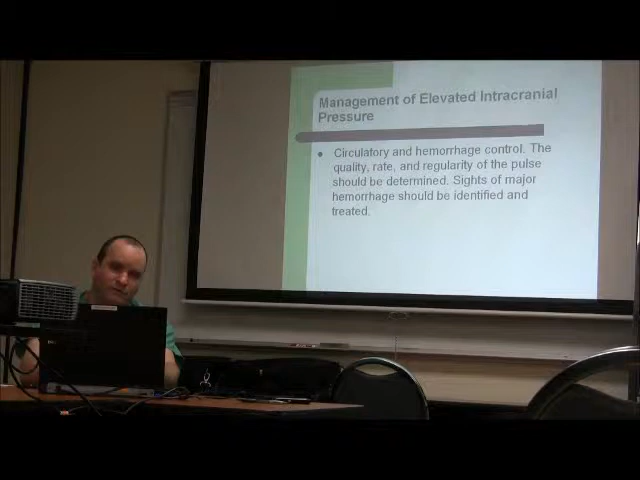 Management of Elevated Intracranial
Pressure
• Circulatory and hemorrhage control. The
quality, rate, and regularity of the pulse
should be determined. Sights of major
hemorrhage should be identified and
treated.